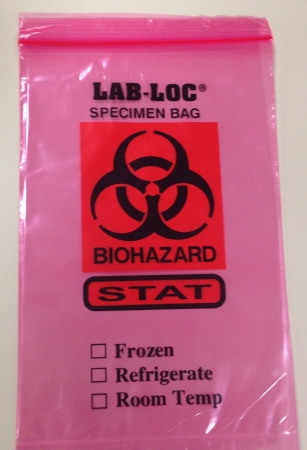 LAB-LOC®
SPECIMEN BAG
BIOHAZARD
STAT
Frozen
Refrigerate
Room Temp